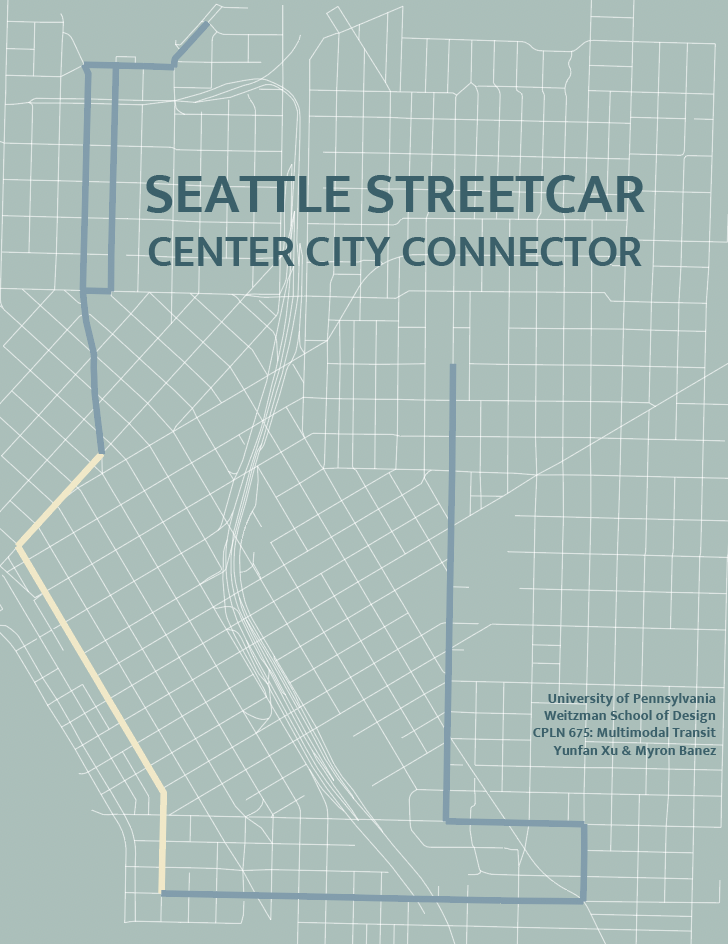 SEATTLE STREETCAR
CENTER CITY CONNECTOR
University of Pennsylvania
Weitzman School of Design
CPLN 675: Multimodal Transit
Yunfan Xu & Myron Banez